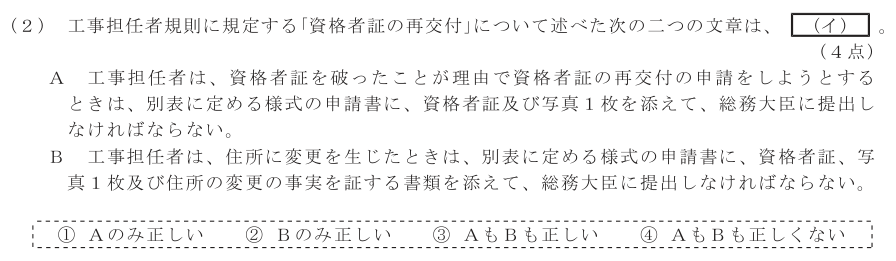 (2) 工事担任者規則に規定する「資格者証の再交付」について述べた次の二つの文章は、 (イ) 。
(4点)
A 工事担任者は、資格者証を破ったことが理由で資格者証の再交付の申請をしようとする
ときは、別表に定める様式の申請書に、資格者証及び写真1枚を添えて、総務大臣に提出し
なければならない。
B 工事担任者は、住所に変更を生じたときは、別表に定める様式の申請書に、資格者証、写
真1枚及び住所の変更の事実を証する書類を添えて、総務大臣に提出しなければならない。
① Aのみ正しい ② Bのみ正しい ③ AもBも正しい ④ AもBも正しくない